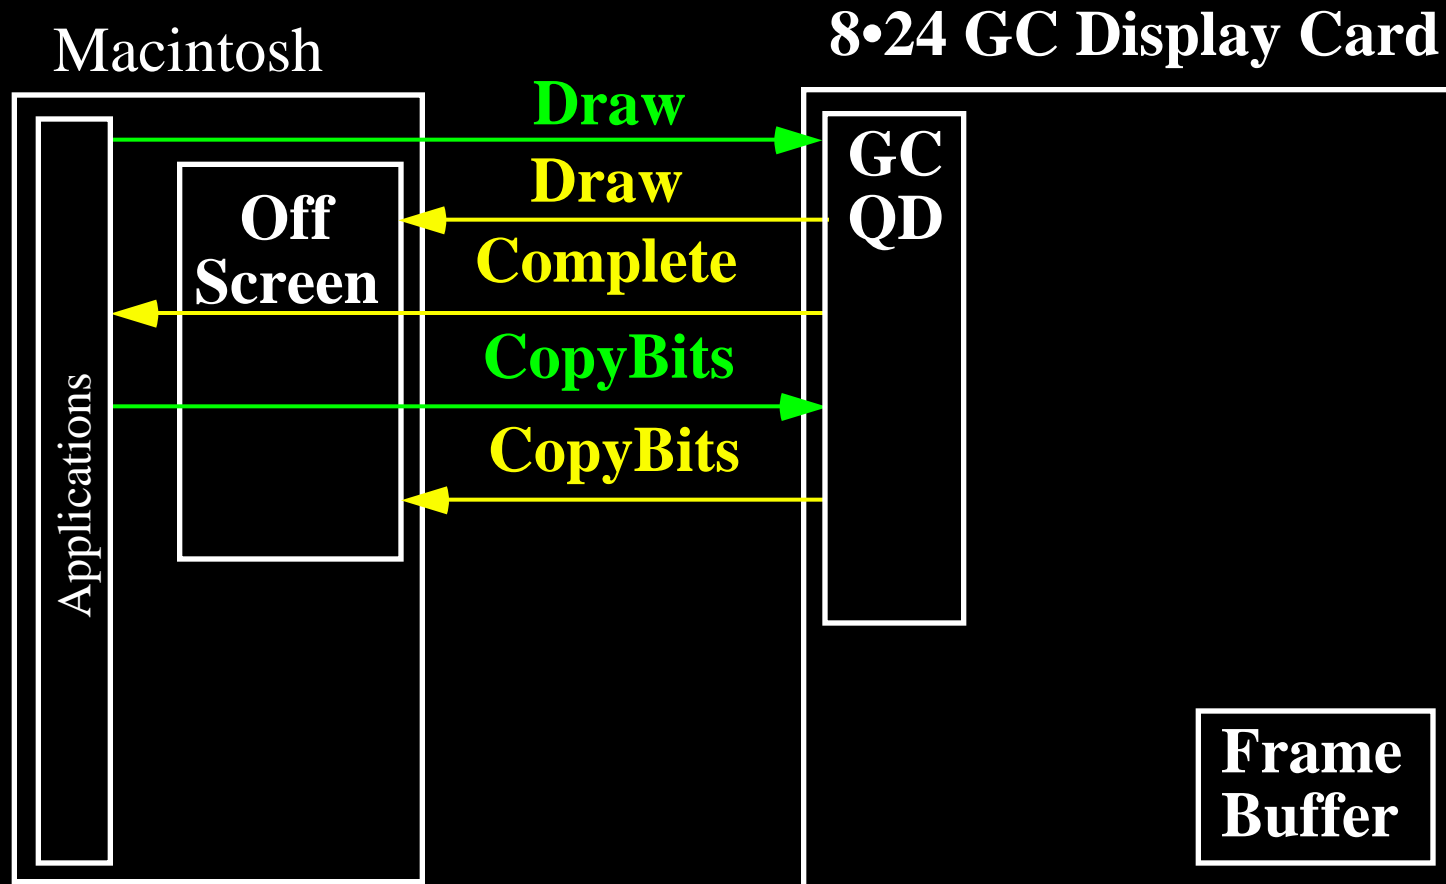 Macintosh
8•24 GC Display Card
Draw
GC
Draw
QD
Off
Screen
Complete
CopyBits
CopyBits
Applications
Frame
Buffer